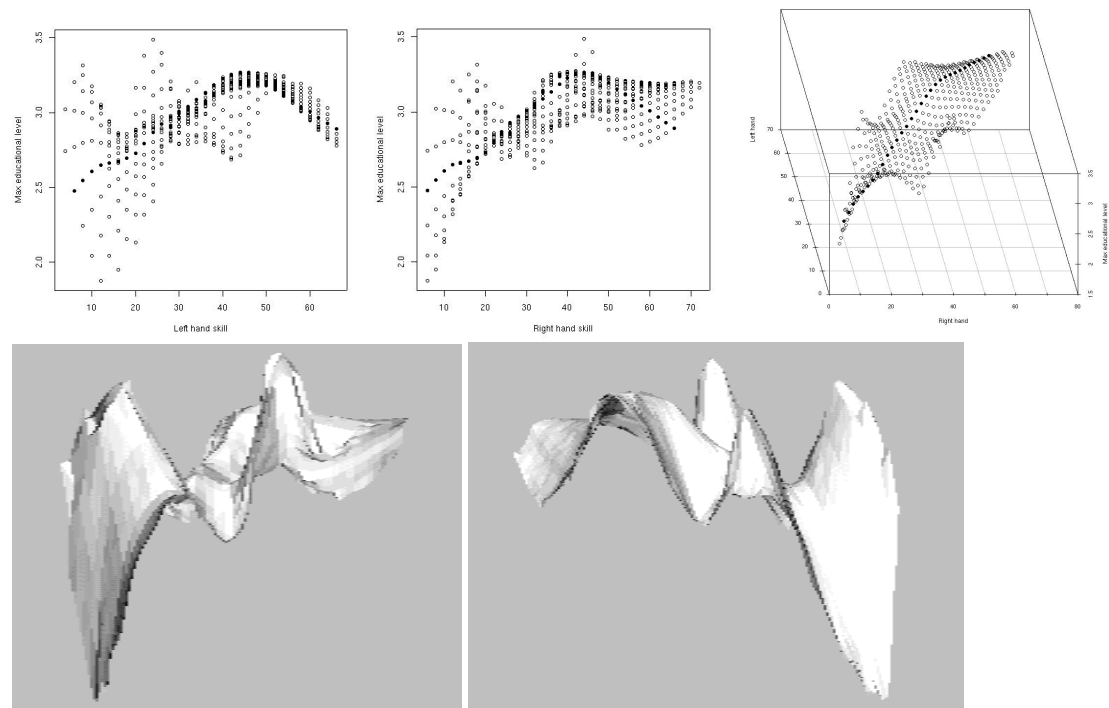 3.5
3.0
2.5
2.0
Max educational level
10 20 30 40 50 60
Left hand skill
3.5
3.0
2.5
2.0
Max educational level
10 20 30 40 50 60 70
Right hand skill
Left hand
70
60
50
40
30
20
10
0
0 20 40 60 80
Right hand
3.5
3
2.5
2
1.5
Max educational level